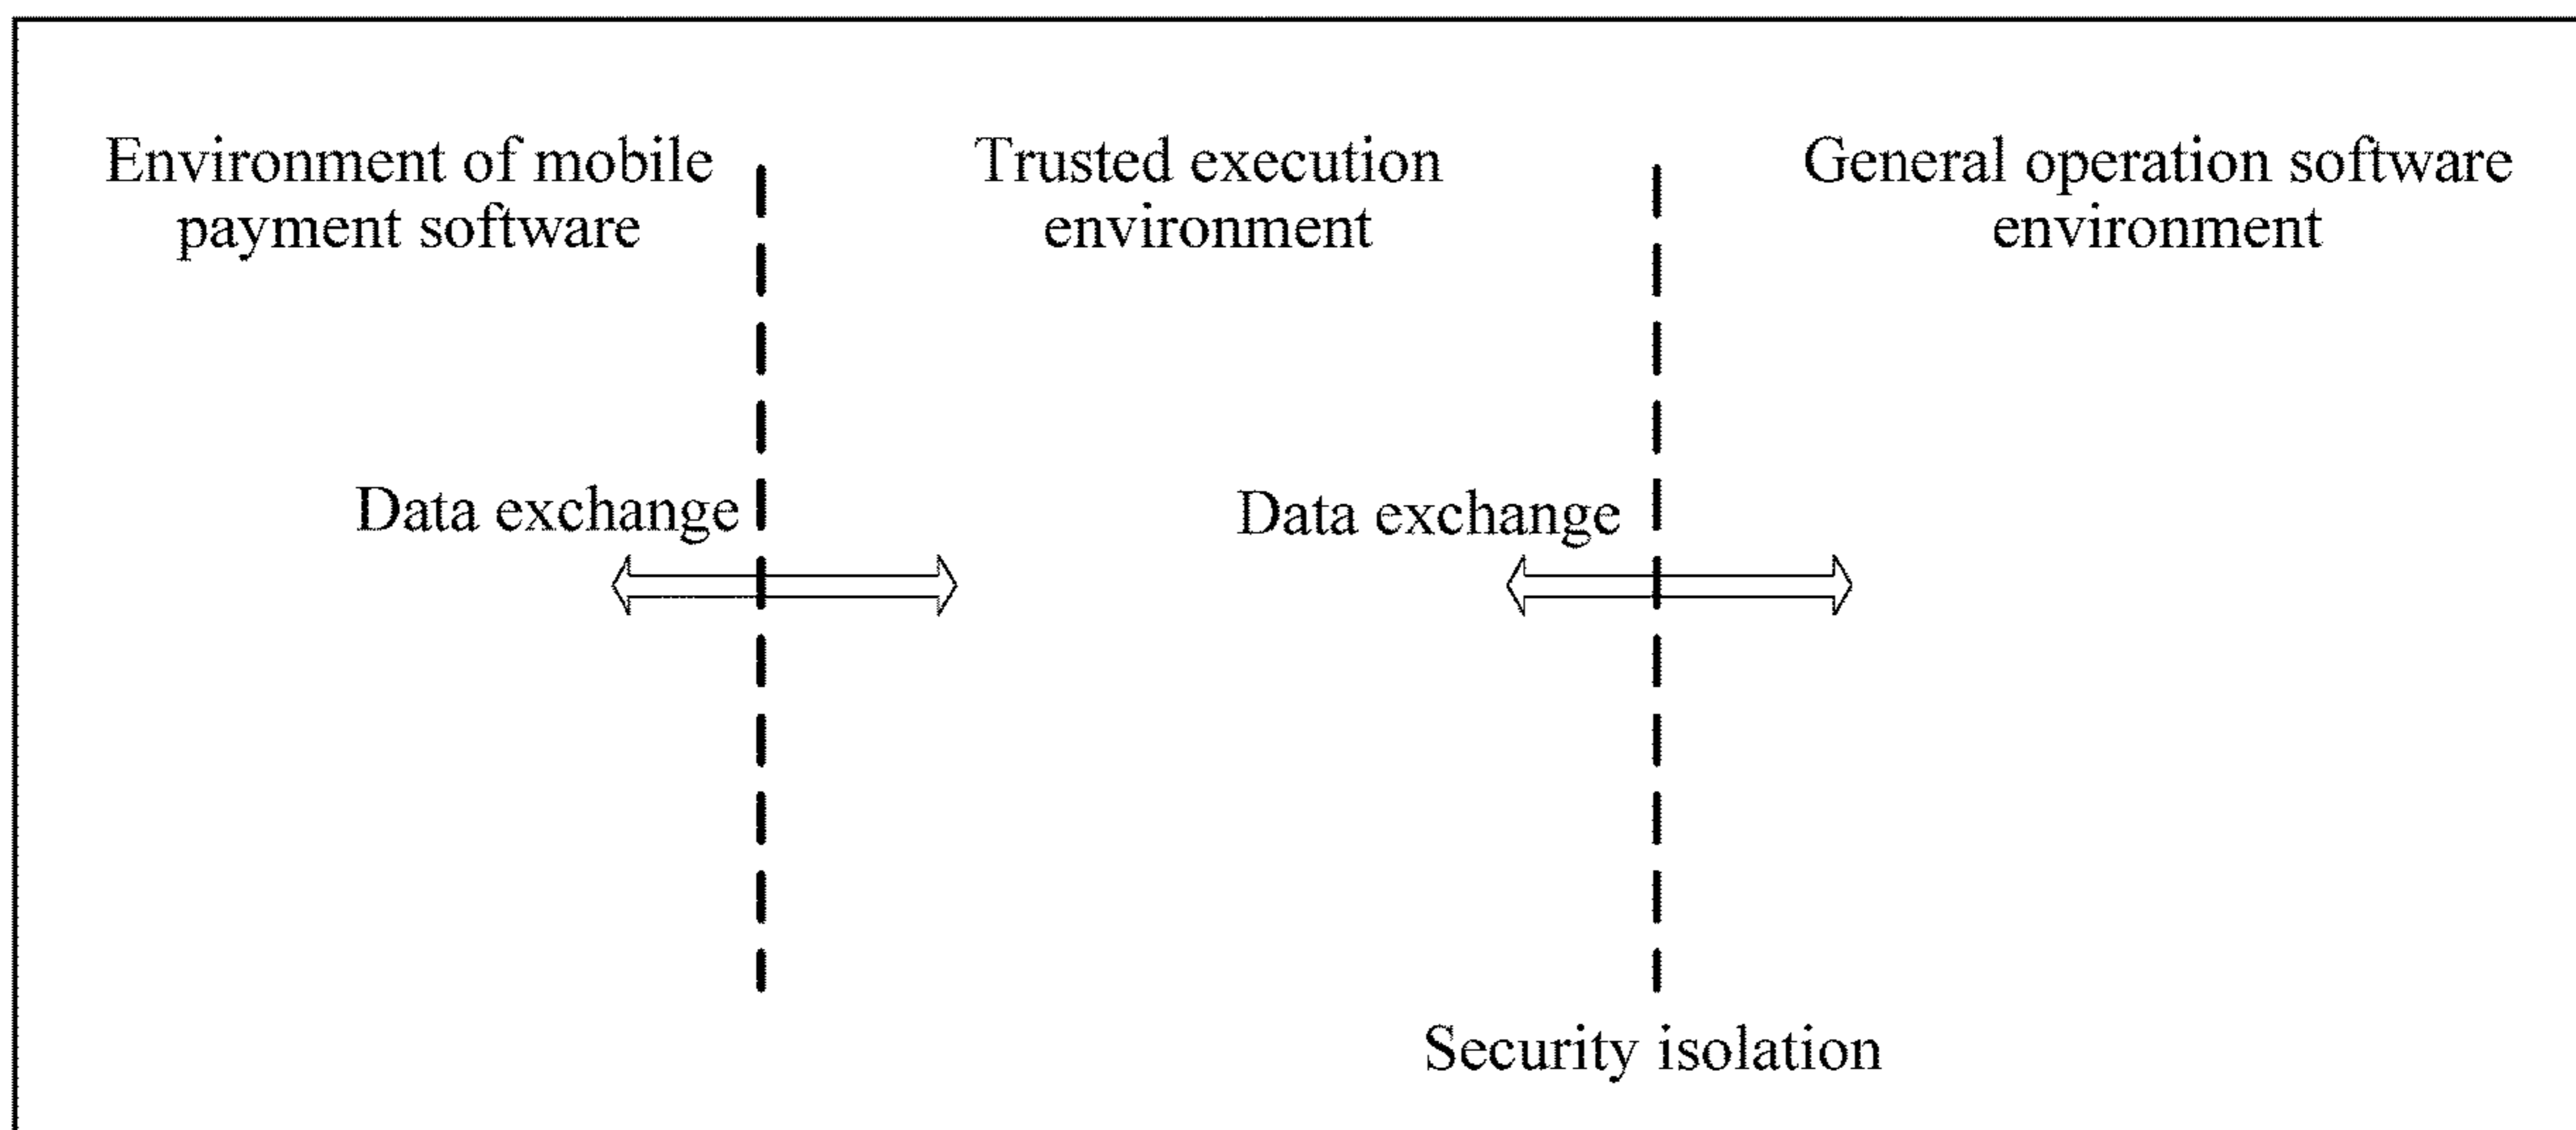 Environment of mobile
payment software
Trusted execution
environment
General operation software
environment
Data exchange
Data exchange
Security isolation